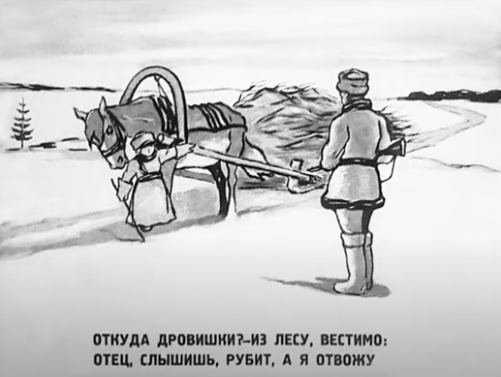 ОТКУДА ДРОВИШКИ?–ИЗ ЛЕСУ, ВЕСТИМО:
ОТЕЦ, СЛЫШИШЬ, РУБИТ, А Я ОТВОЖУ